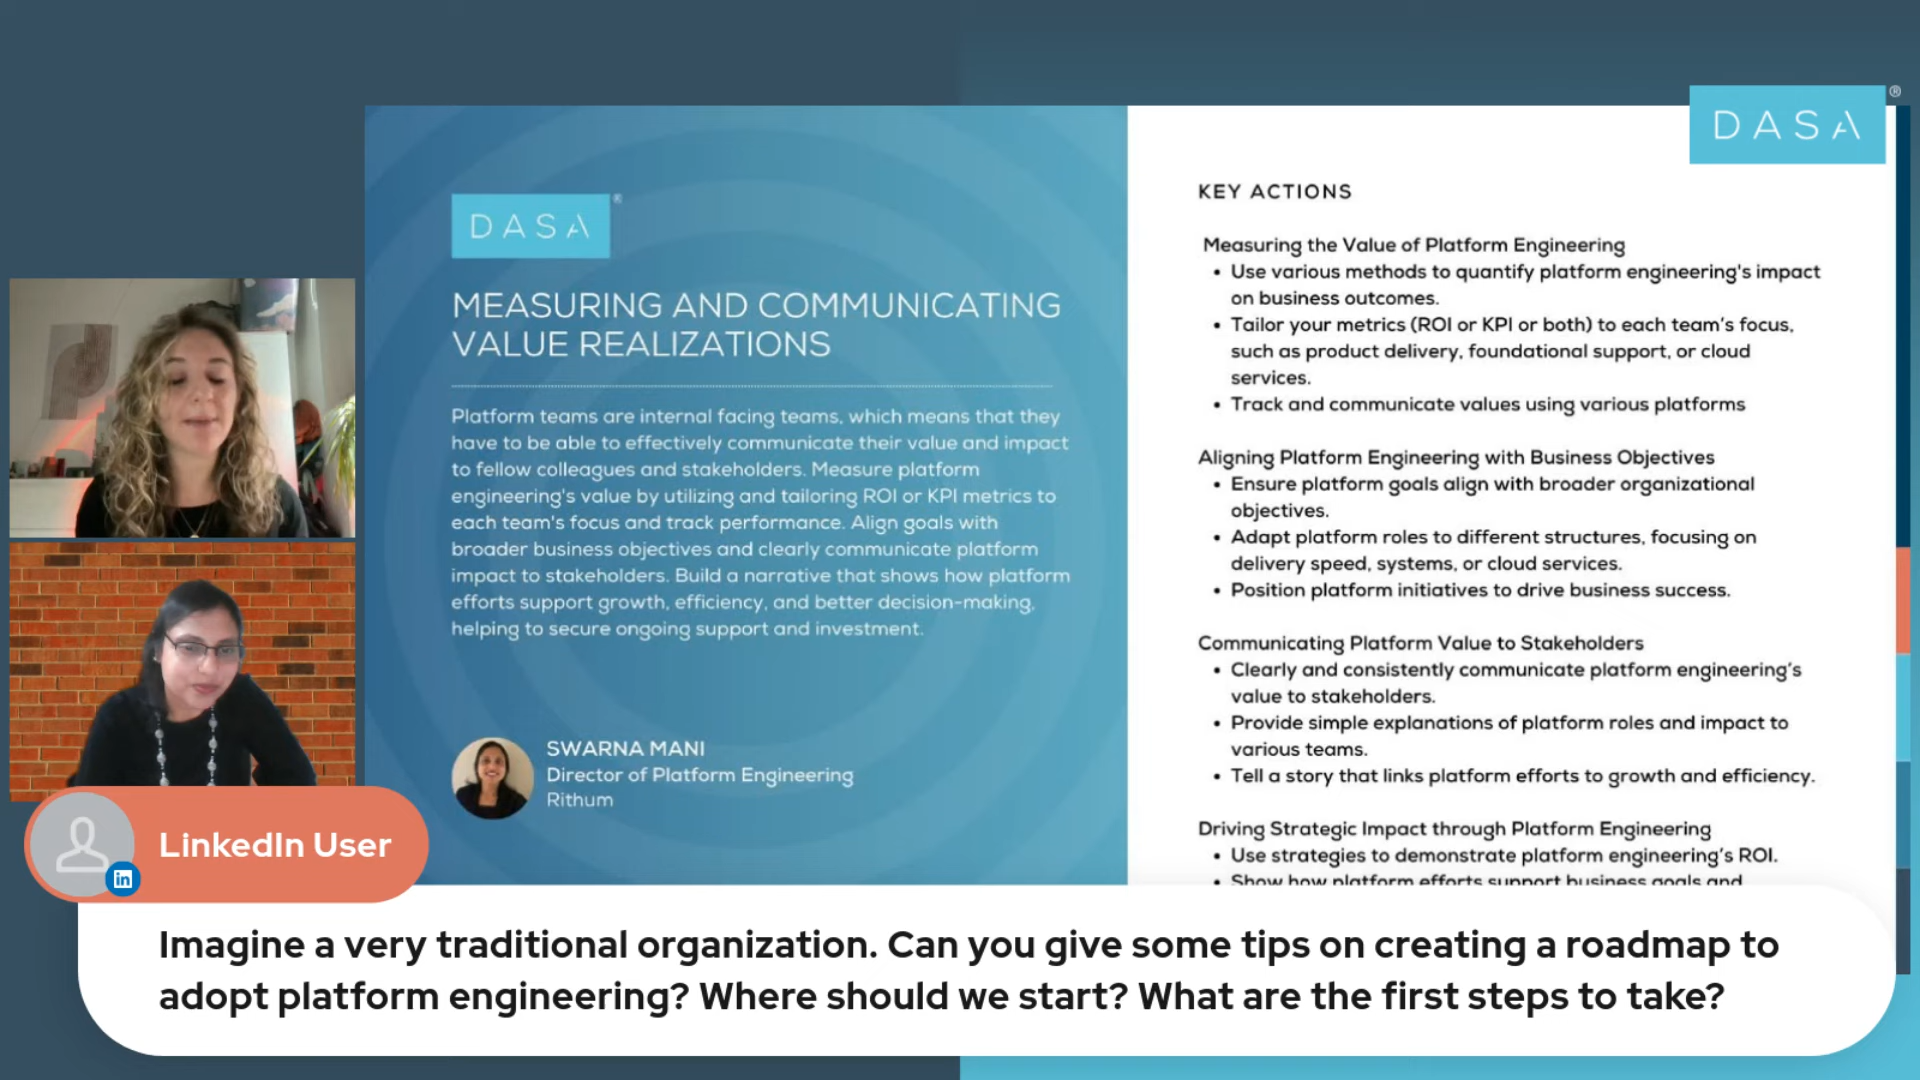 DASA®
DASA®
MEASURING AND COMMUNICATING
VALUE REALIZATIONS
Platform teams are internal facing teams, which means that they
have to be able to effectively communicate their value and impact
to fellow colleagues and stakeholders. Measure platform
engineering's value by utilizing and tailoring ROI or KPI metrics to
each team's focus and track performance. Align goals with
broader business objectives and clearly communicate platform
impact to stakeholders. Build a narrative that shows how platform
efforts support growth, efficiency, and better decision-making,
helping to secure ongoing support and investment.
SWARNA MANI
Director of Platform Engineering
Rithum
KEY ACTIONS
Measuring the Value of Platform Engineering
• Use various methods to quantify platform engineering's impact
on business outcomes.
• Tailor your metrics (ROI or KPI or both) to each team's focus,
such as product delivery, foundational support, or cloud
services.
• Track and communicate values using various platforms
Aligning Platform Engineering with Business Objectives
• Ensure platform goals align with broader organizational
objectives.
• Adapt platform roles to different structures, focusing on
delivery speed, systems, or cloud services.
• Position platform initiatives to drive business success.
Communicating Platform Value to Stakeholders
• Clearly and consistently communicate platform engineering's
value to stakeholders.
• Provide simple explanations of platform roles and impact to
various teams.
• Tell a story that links platform efforts to growth and efficiency.
Driving Strategic Impact through Platform Engineering
• Use strategies to demonstrate platform engineering's ROI.
• Show how platform efforts support business goals and
LinkedIn User
in
Imagine a very traditional organization. Can you give some tips on creating a roadmap to
adopt platform engineering? Where should we start? What are the first steps to take?